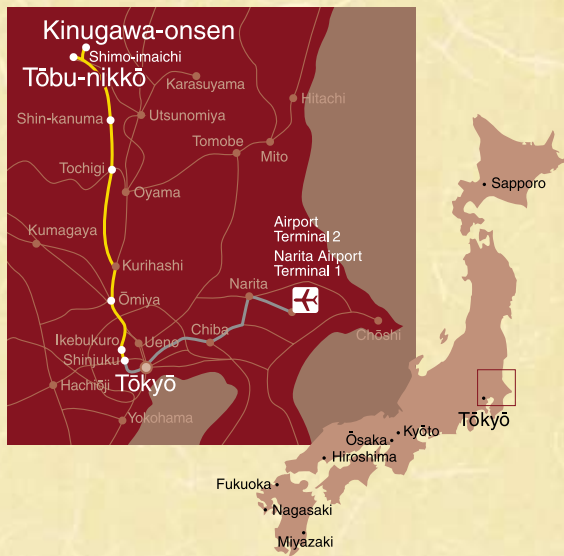 Kinugawa-onsen
Shimo-imaichi
Tōbu-nikkō
Karasuyama
Hitachi
Shin-kanuma
Utsunomiya
Tomobe
Mito
Tochigi
Oyama
Airport
Terminal 2
Kumagaya
Narita Airport
Terminal 1
Kurihashi
Narita
Ōmiya
Chōshi
Ikebukuro
Ueno
Chiba
Shinjuku
Tōkyō
Hachiōji
Yokohama
Sapporo
Tōkyō
Kyōto
Ōsaka
Hiroshima
Fukuoka
Nagasaki
Miyazaki